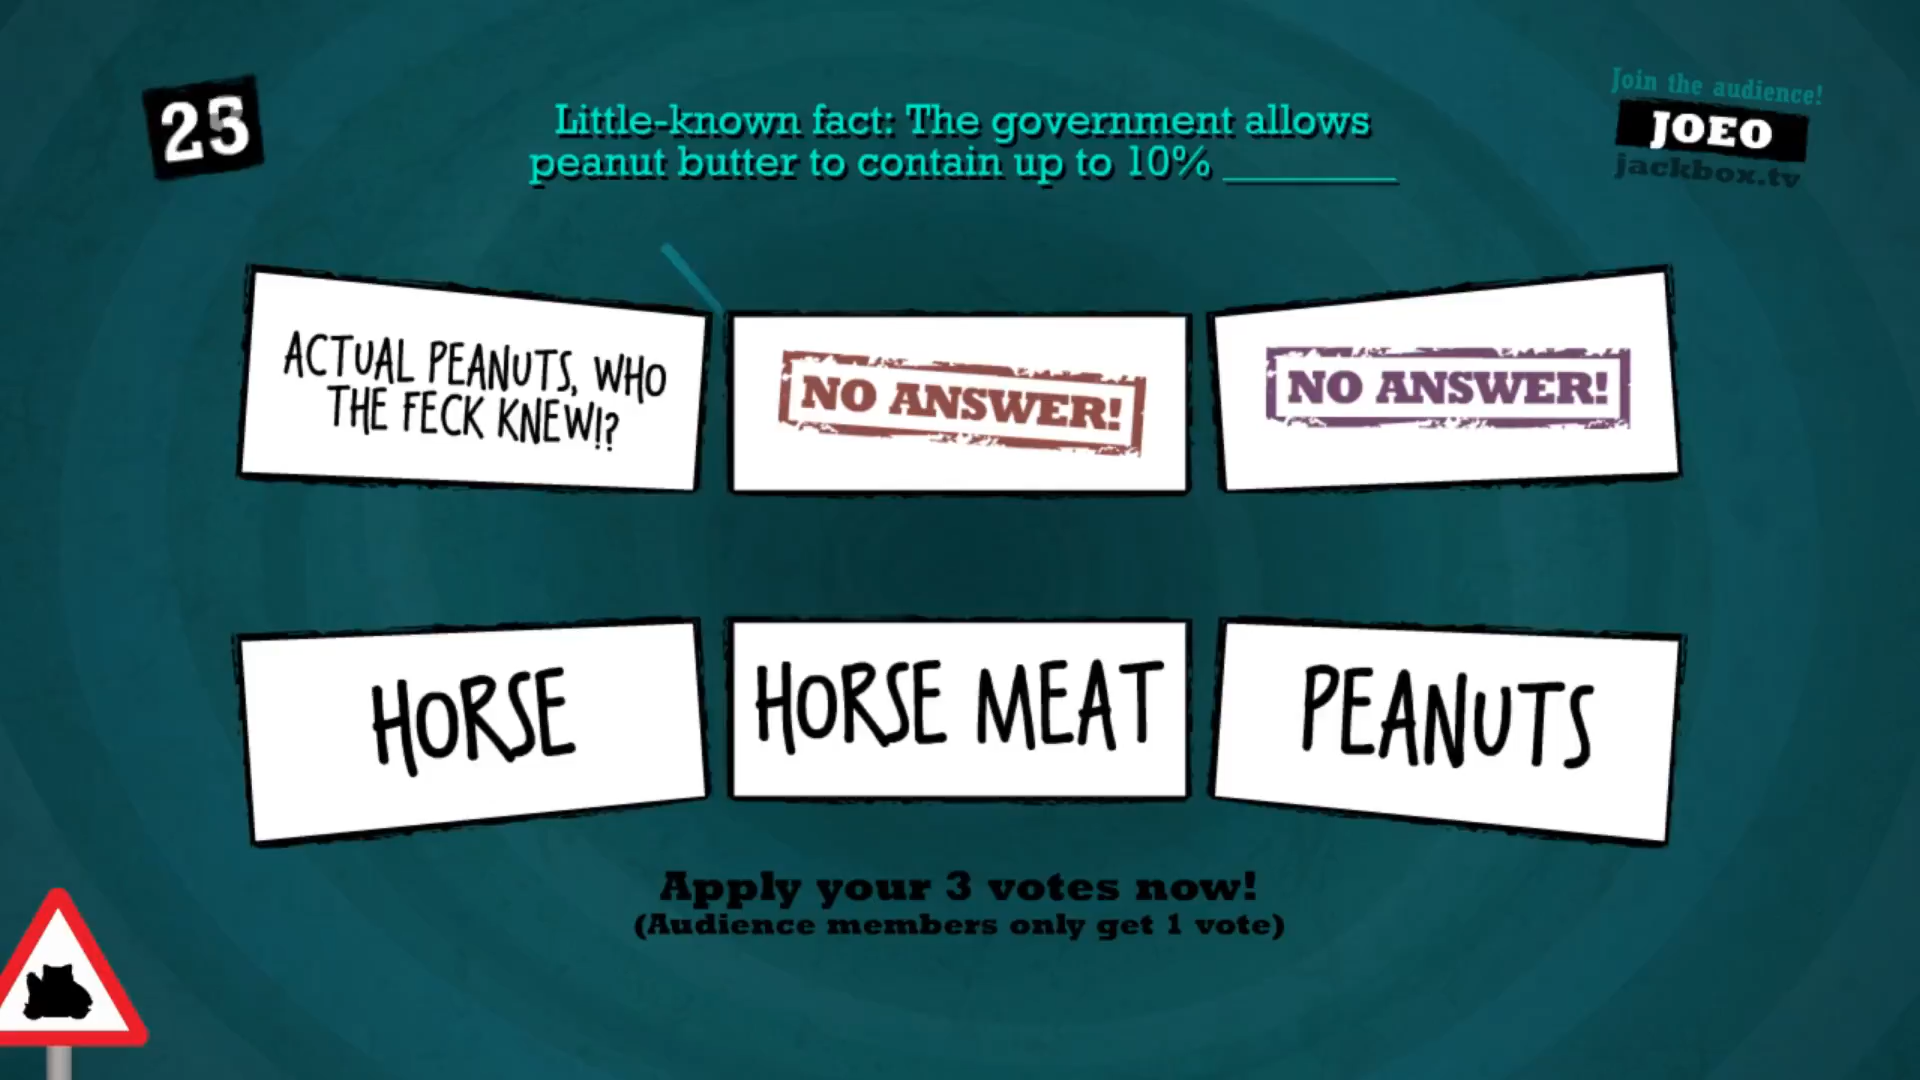 25
Little-known fact: The government allows
peanut butter to contain up to 10% ________
Join the audience!
JOEO
jackbox.tv
ACTUAL PEANUTS, WHO
THE FECK KNEW!?
NO ANSWER!
NO ANSWER!
HORSE
HORSE MEAT
PEANUTS
Apply your 3 votes now!
(Audience members only get 1 vote)